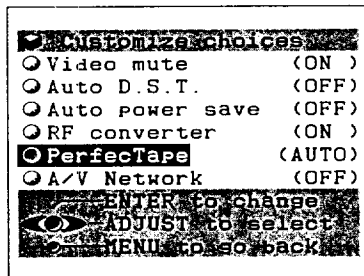 Customize choices
Video mute (ON )
Auto D.S.T. (OFF)
Auto power save (OFF)
RF converter (ON )
PerfecTape (AUTO)
A/V Network (OFF)
ENTER to change
ADJUST to select
MENU to go back